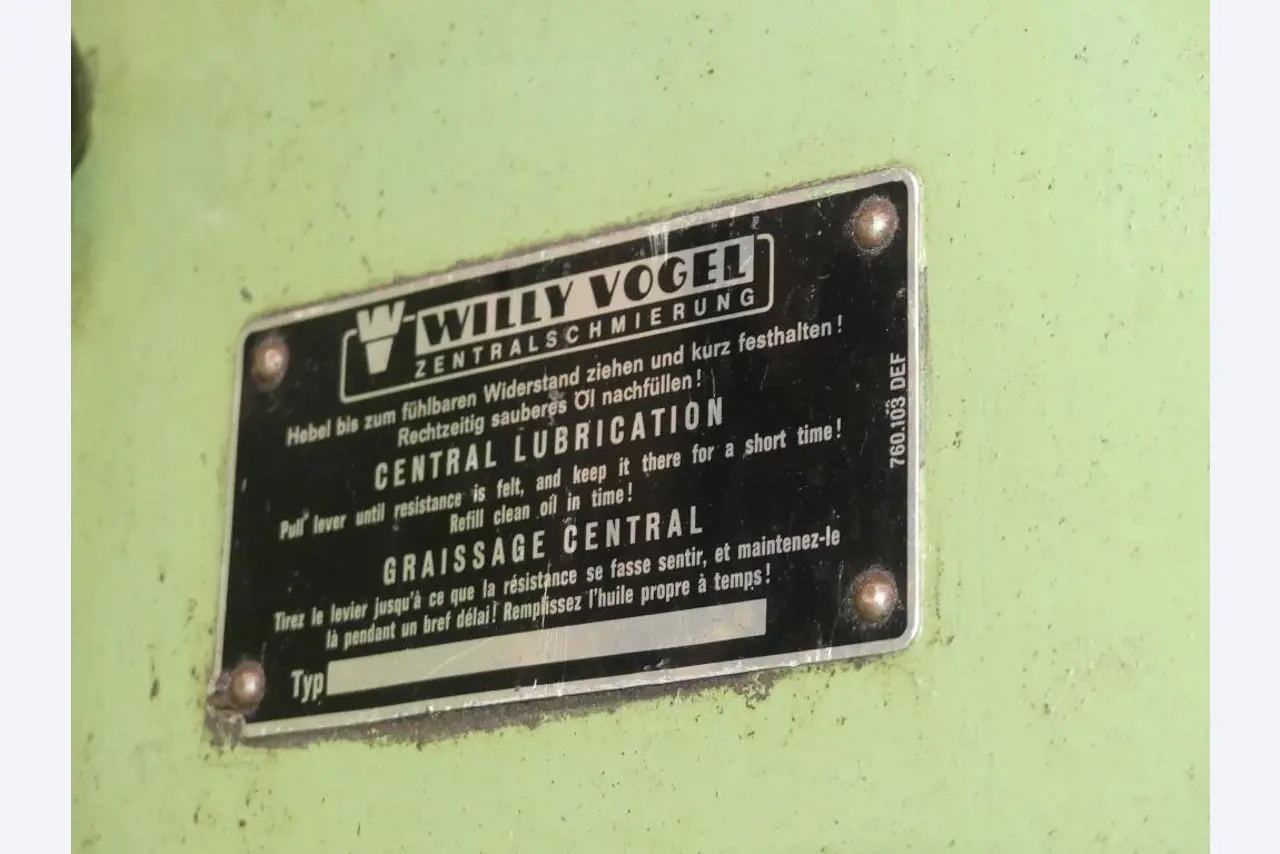 WILLY VOGEL
ZENTRALSCHMIERUNG
Hebel bis zum fühlbaren Widerstand ziehen und kurz festhalten!
Rechtzeitig sauberes Öl nachfüllen!
CENTRAL LUBRICATION
Pull lever until resistance is felt, and keep it there for a short time!
Refill clean oil in time!
GRAISSAGE CENTRAL
Tirez le levier jusqu'à ce que la résistance se fasse sentir, et maintenez-le
là pendant un bref délai! Remplissez l'huile propre à temps!
Typ
760.103 DEF